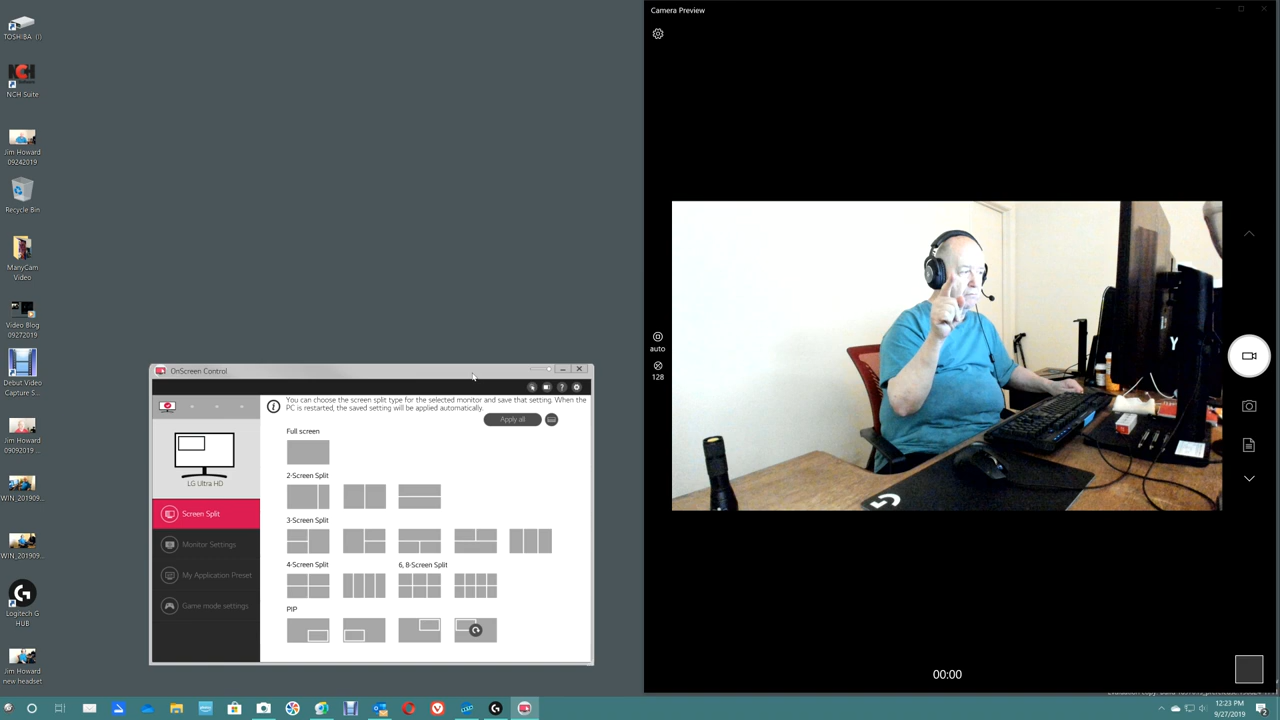 TOSHIBA (I)
NCH
NCH Suite
Jim Howard
09242019
Recycle Bin
ManyCam
Video
Video Blog
09272019
Debut Video
Capture S...
Jim Howard
09092019 ...
WIN_201909...
WIN_201909...
Logitech G
HUB
Jim Howard
new headset
OnScreen Control
You can choose the screen split type for the selected monitor and save that setting. When the
PC is restarted, the saved setting will be applied automatically.
Apply all
LG Ultra HD
Screen Split
Monitor Settings
My Application Preset
Game mode settings
Full screen
2-Screen Split
3-Screen Split
4-Screen Split
6, 8-Screen Split
PIP
Camera Preview
auto
128
00:00
12:23 PM
9/27/2019
2